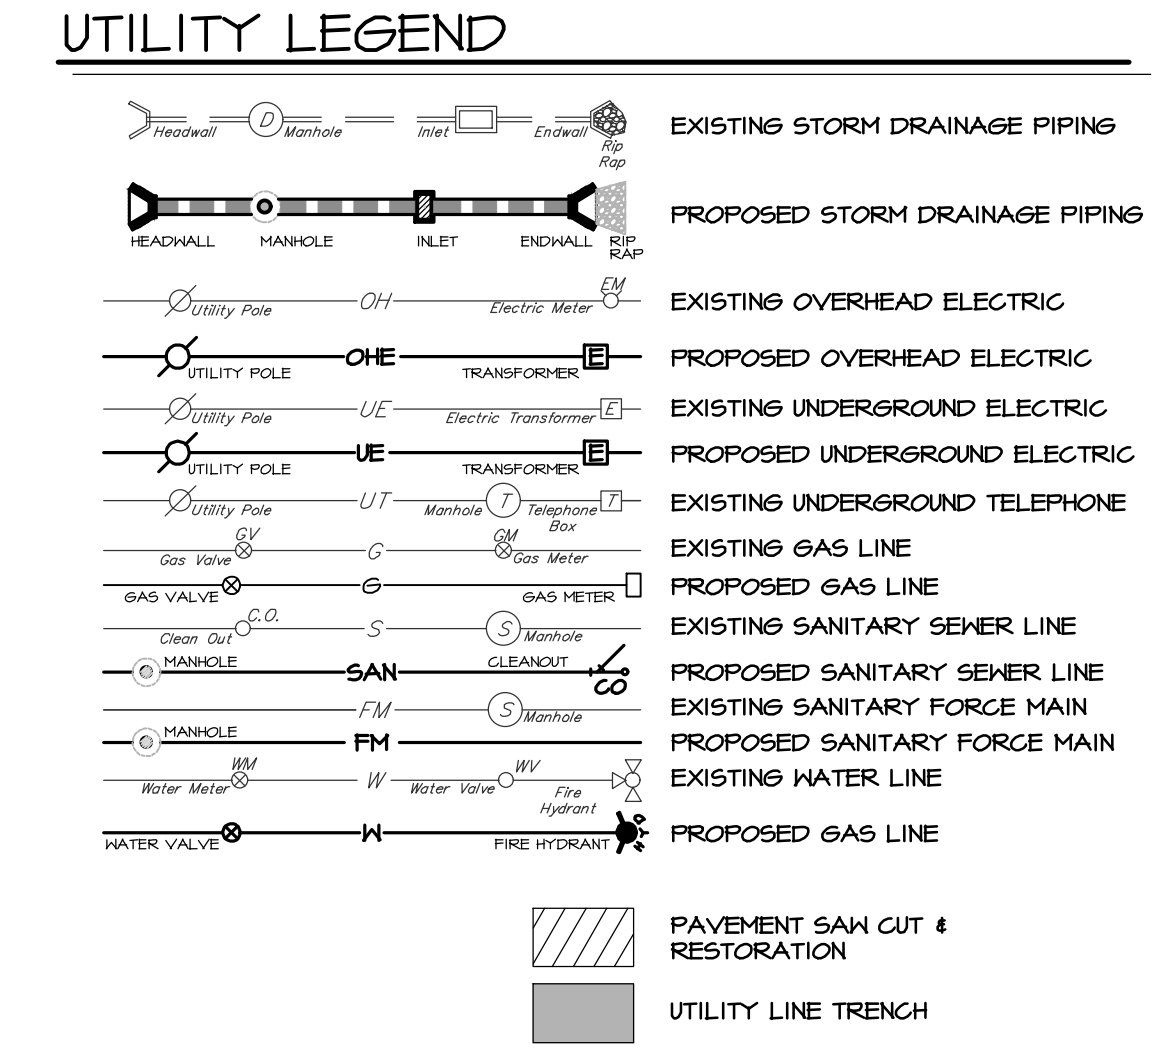 UTILITY LEGEND
Headwall D Manhole Inlet Endwall Rip Rap EXISTING STORM DRAINAGE PIPING
PROPOSED STORM DRAINAGE PIPING
HEADWALL MANHOLE INLET ENDWALL RIP RAP
EM
Utility Pole OH Electric Meter EXISTING OVERHEAD ELECTRIC
OHE E PROPOSED OVERHEAD ELECTRIC
UTILITY POLE TRANSFORMER
Utility Pole UE Electric Transformer E EXISTING UNDERGROUND ELECTRIC
UE E PROPOSED UNDERGROUND ELECTRIC
UTILITY POLE TRANSFORMER
Utility Pole UT Manhole T Telephone Box T EXISTING UNDERGROUND TELEPHONE
GV GM
Gas Valve G Gas Meter EXISTING GAS LINE
G PROPOSED GAS LINE
GAS VALVE GAS METER
C.O.
Clean Out S S Manhole EXISTING SANITARY SEWER LINE
MANHOLE CLEANOUT
SAN CO PROPOSED SANITARY SEWER LINE
FM S Manhole EXISTING SANITARY FORCE MAIN
MANHOLE
FM PROPOSED SANITARY FORCE MAIN
WM WV
Water Meter W Water Valve Fire Hydrant EXISTING WATER LINE
W HYD PROPOSED GAS LINE
WATER VALVE FIRE HYDRANT
PAVEMENT SAW CUT &
RESTORATION
UTILITY LINE TRENCH